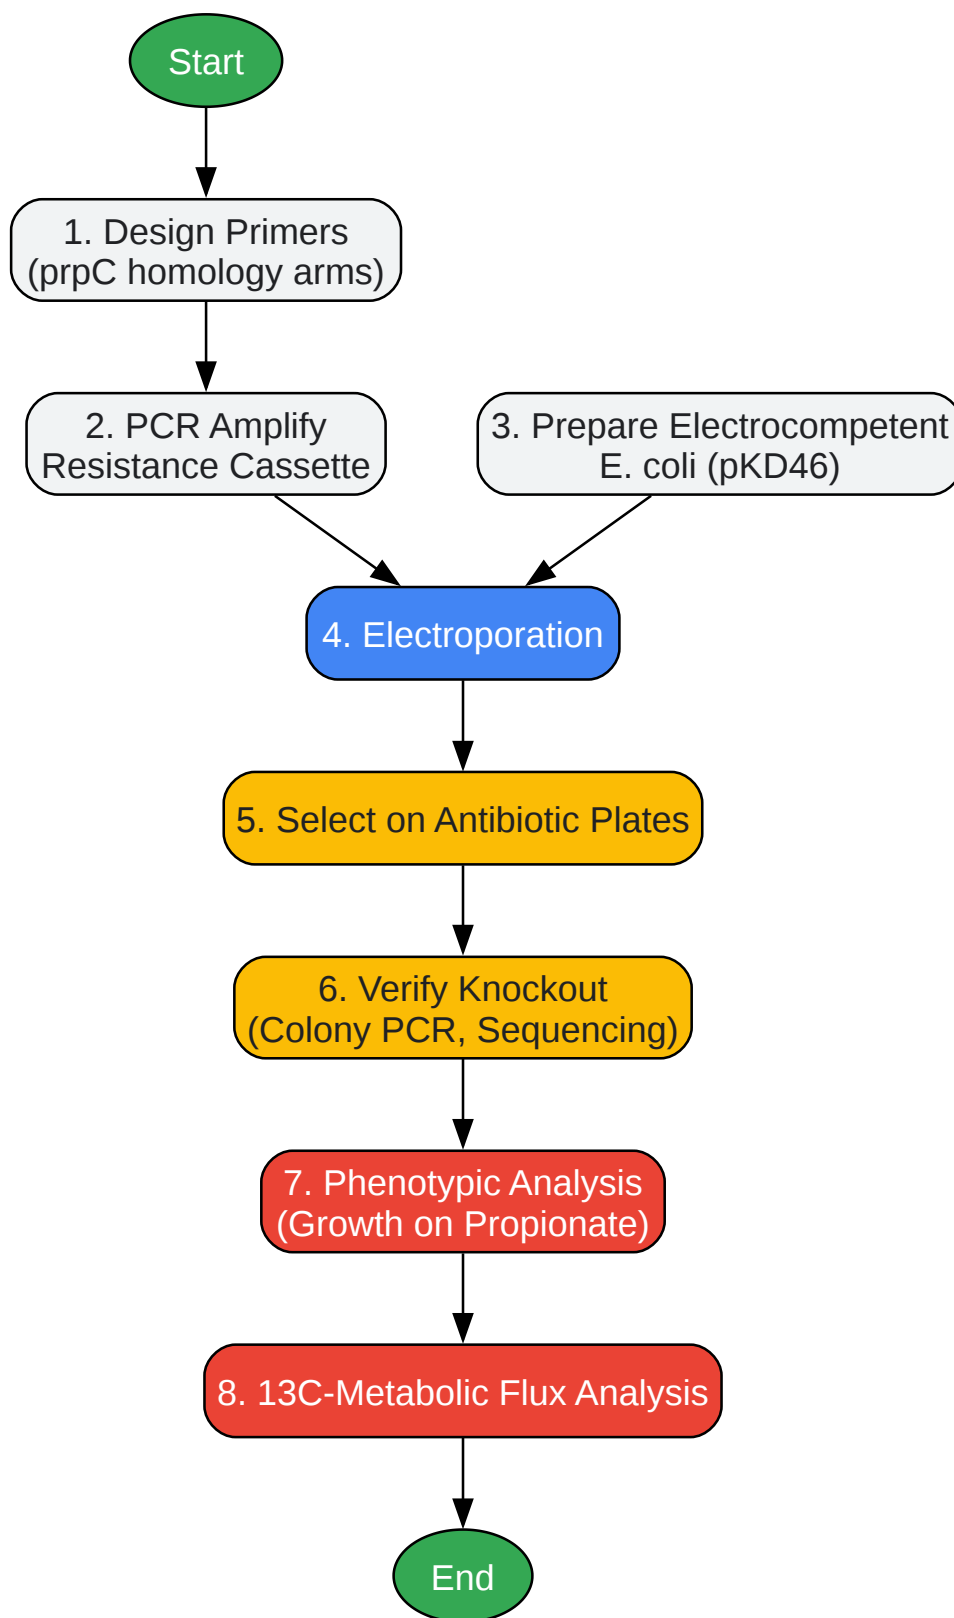 Start
1. Design Primers
(prpC homology arms)
2. PCR Amplify
Resistance Cassette
3. Prepare Electrocompetent
E. coli (pKD46)
4. Electroporation
5. Select on Antibiotic Plates
6. Verify Knockout
(Colony PCR, Sequencing)
7. Phenotypic Analysis
(Growth on Propionate)
8. 13C-Metabolic Flux Analysis
End